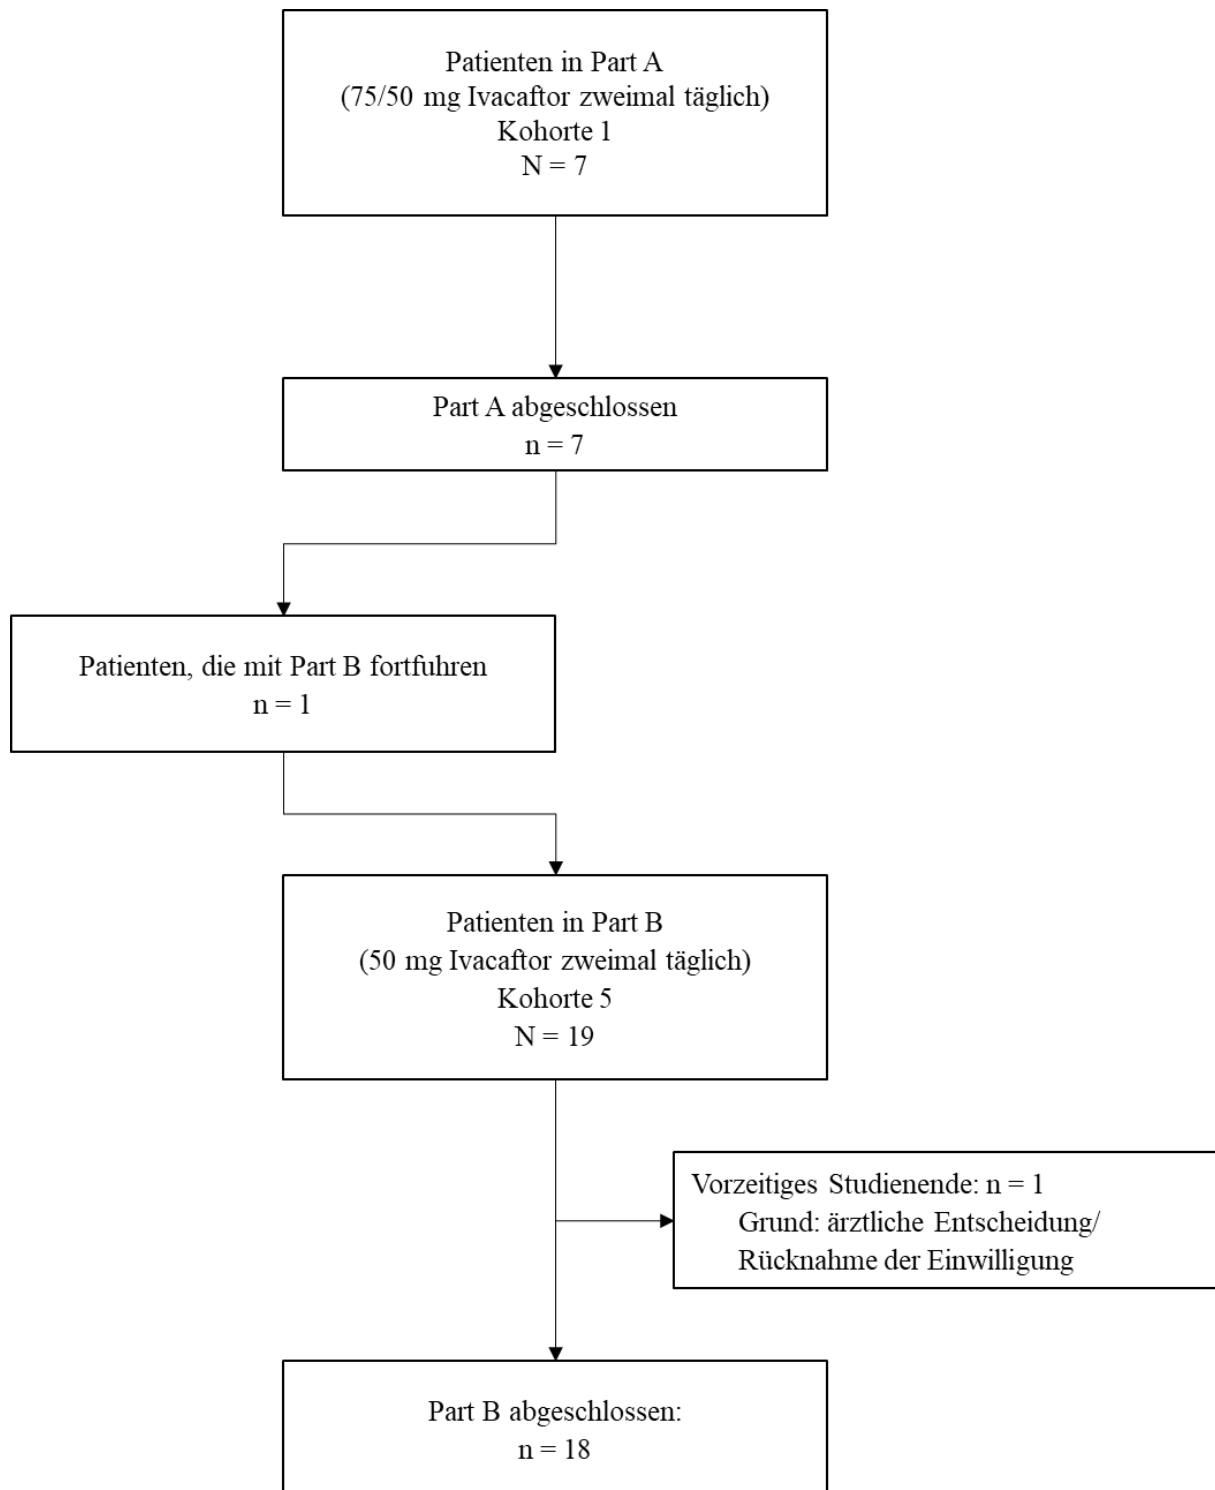 Patienten in Part A
(75/50 mg Ivacaftor zweimal täglich)
Kohorte 1
N = 7
Part A abgeschlossen
n = 7
Patienten, die mit Part B fortfuhren
n = 1
Patienten in Part B
(50 mg Ivacaftor zweimal täglich)
Kohorte 5
N = 19
Vorzeitiges Studienende: n = 1
Grund: ärztliche Entscheidung/
Rücknahme der Einwilligung
Part B abgeschlossen:
n = 18